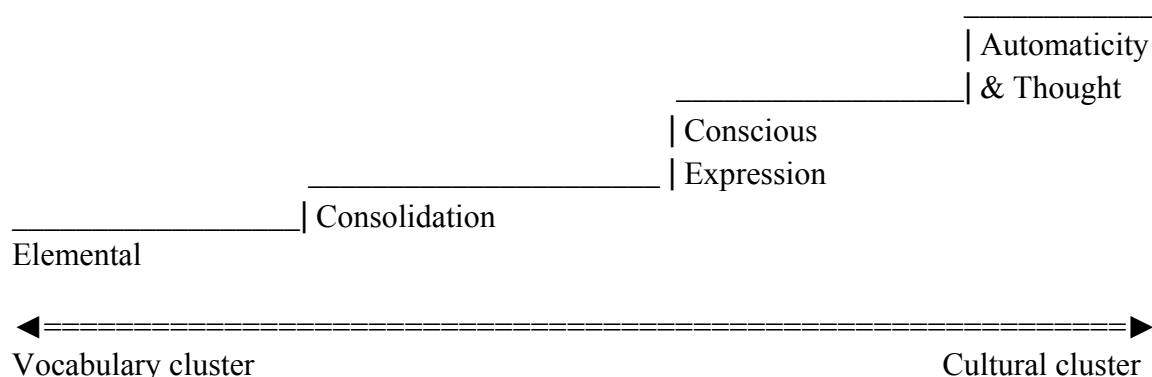 Automaticity
& Thought
Conscious
Expression
Consolidation
Elemental
Vocabulary cluster Cultural cluster